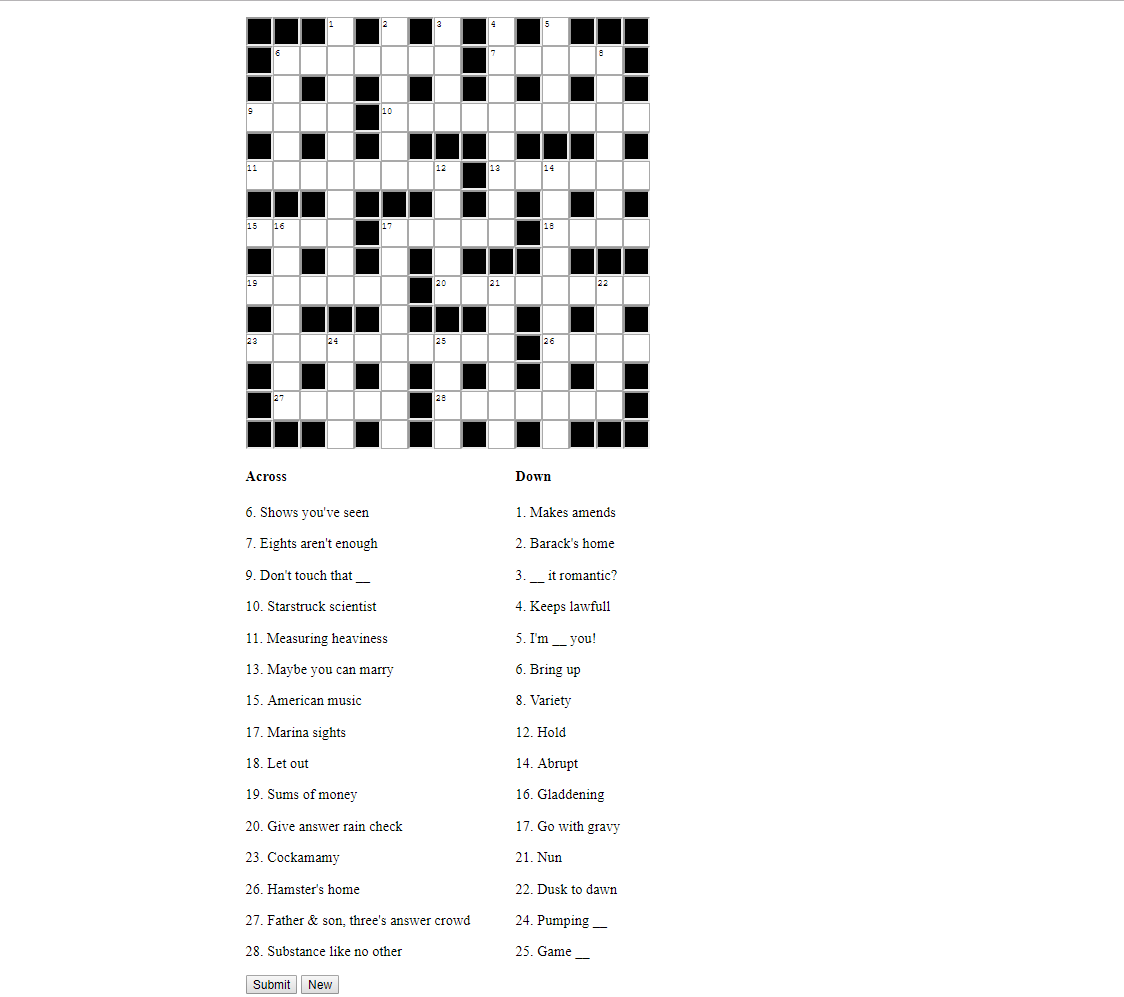 1 2 3 4 5
6 7 8
9 10
11 12 13 14
15 16 17 18
19 20 21 22
23 24 25 26
27 28
Across
6. Shows you've seen
7. Eights aren't enough
9. Don't touch that __
10. Starstruck scientist
11. Measuring heaviness
13. Maybe you can marry
15. American music
17. Marina sights
18. Let out
19. Sums of money
20. Give answer rain check
23. Cockamamy
26. Hamster's home
27. Father & son, three's answer crowd
28. Substance like no other
Down
1. Makes amends
2. Barack's home
3. __ it romantic?
4. Keeps lawfull
5. I'm __ you!
6. Bring up
8. Variety
12. Hold
14. Abrupt
16. Gladdening
17. Go with gravy
21. Nun
22. Dusk to dawn
24. Pumping __
25. Game __
Submit New